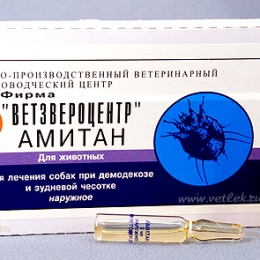 О-ПРОИЗВОДСТВЕННЫЙ ВЕТЕРИНАРНЫЙ
ОВОДЧЕСКИЙ ЦЕНТР
Фирма
"ВЕТЗВЕРОЦЕНТР"
АМИТАН
Для животных
я лечения собак при демодекозе
и зудневой чесотке
наружное
www.vetlek.ru
АМИТАН